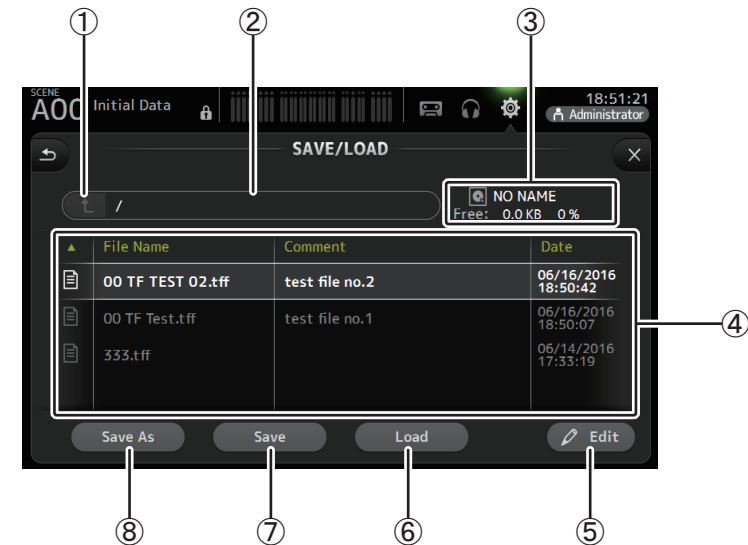 ① ② ③
SCENE
A00 Initial Data 18:51:21
Administrator
SAVE/LOAD
/ NO NAME
Free: 0.0 KB 0 %
File Name Comment Date
00 TF TEST 02.tff test file no.2 06/16/2016
18:50:42
00 TF Test.tff test file no.1 06/16/2016
18:50:07
333.tff 06/14/2016
17:33:19
④
Save As Save Load Edit
⑧ ⑦ ⑥ ⑤